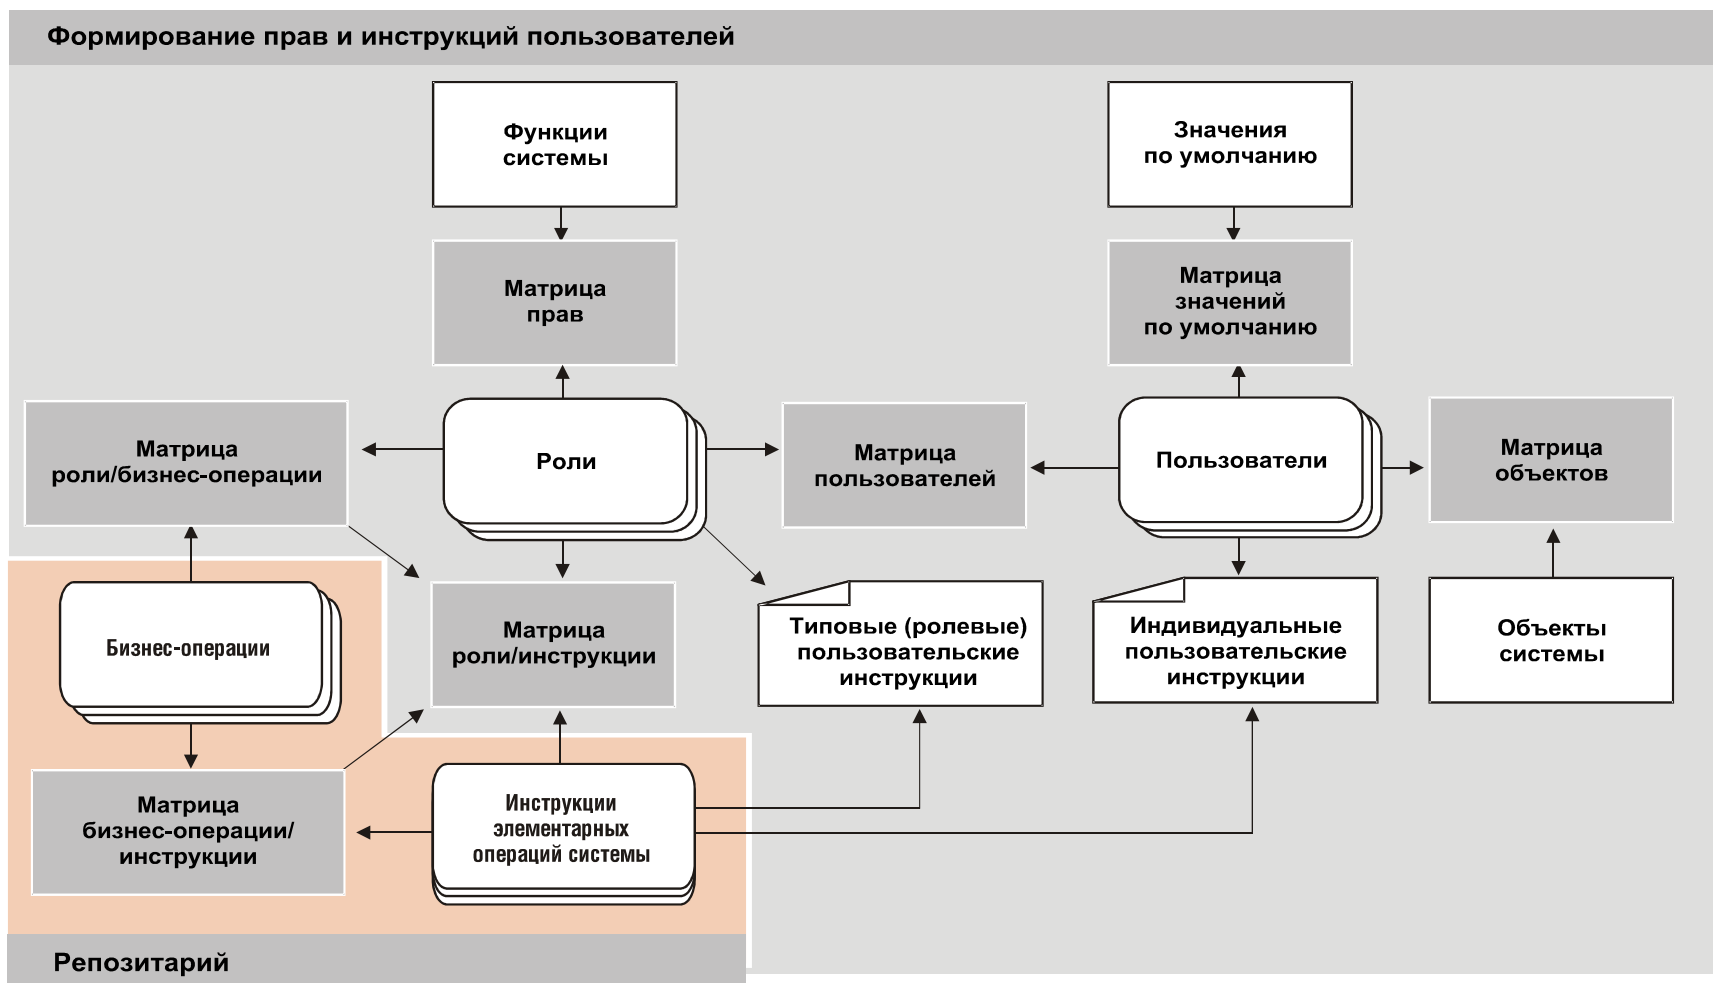 Формирование прав и инструкций пользователей
Функции
системы
Значения
по умолчанию
Матрица
прав
Матрица
значений
по умолчанию
Матрица
роли/бизнес-операции
Роли
Матрица
пользователей
Пользователи
Матрица
объектов
Бизнес-операции
Матрица
роли/инструкции
Типовые (ролевые)
пользовательские
инструкции
Индивидуальные
пользовательские
инструкции
Объекты
системы
Матрица
бизнес-операции/
инструкции
Инструкции
элементарных
операций системы
Репозитарий